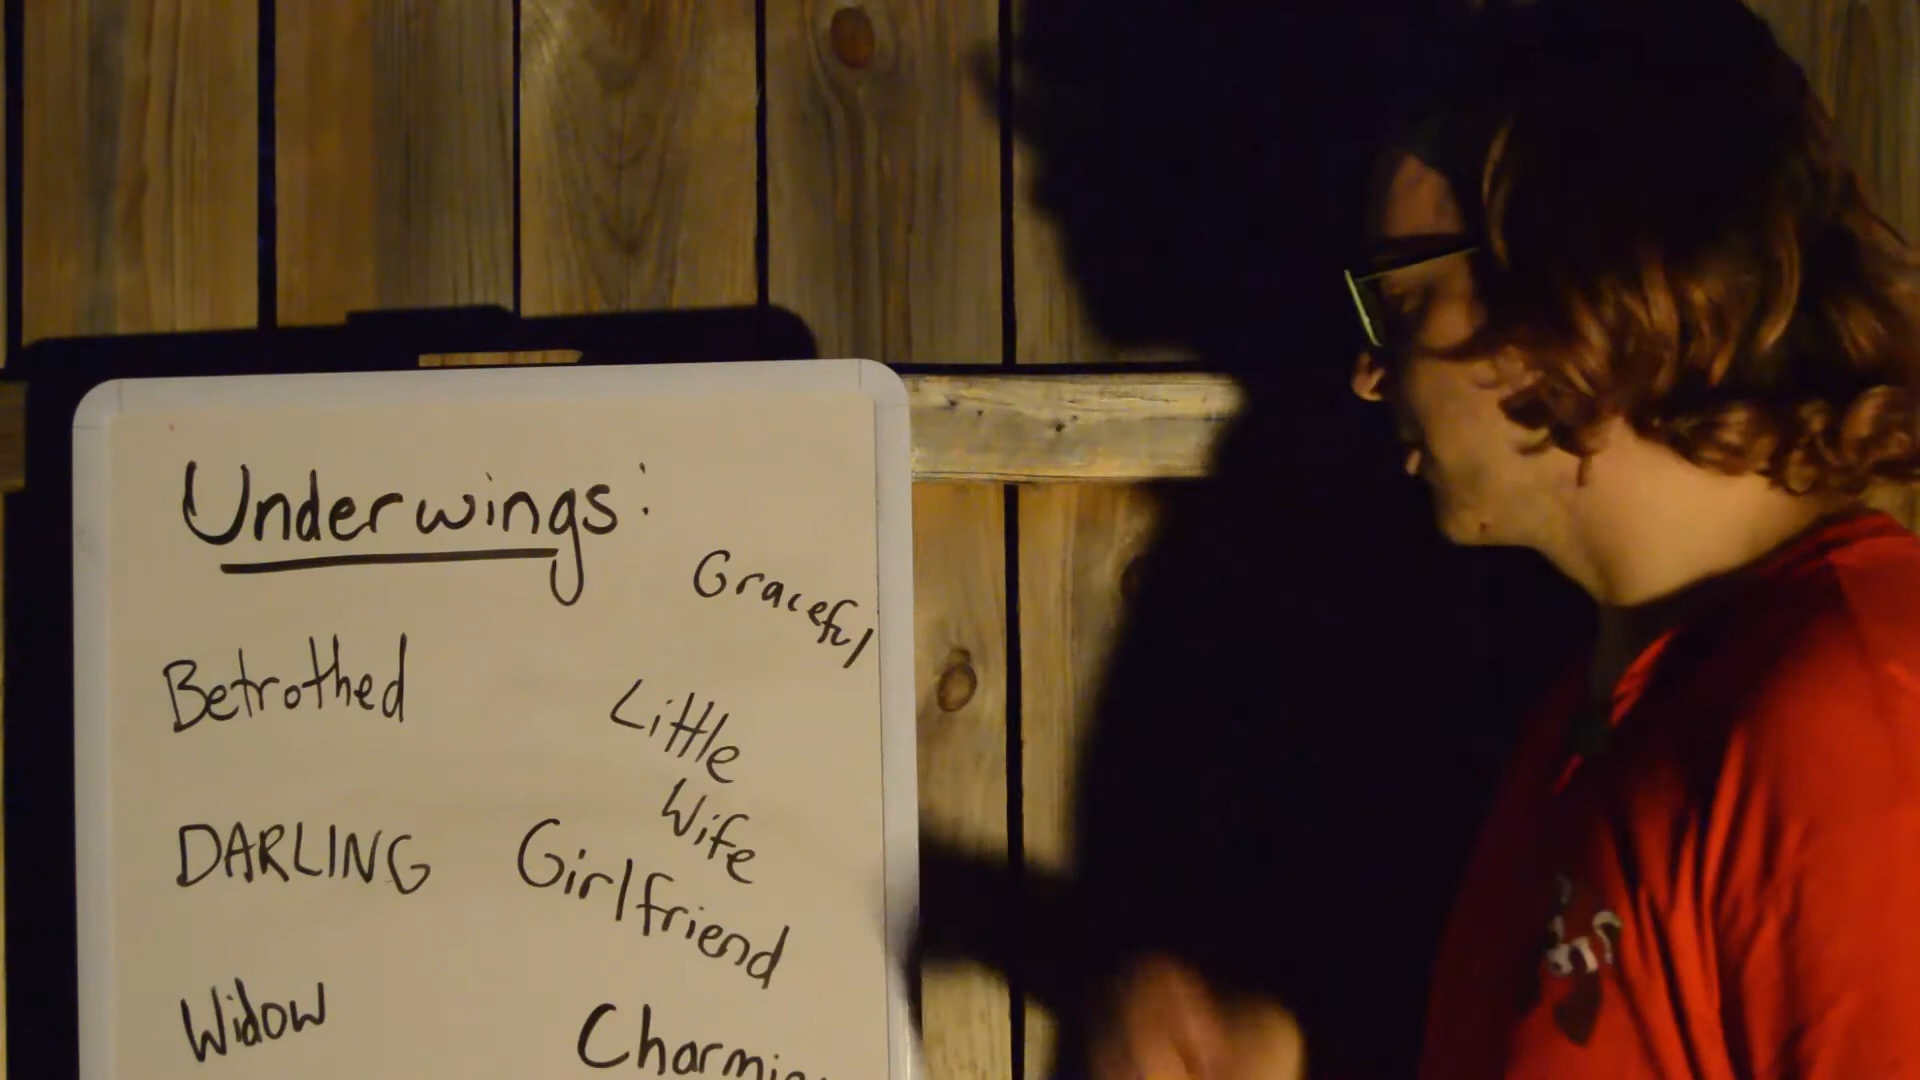 Underwings:
Graceful
Betrothed
Little
Wife
DARLING
Girlfriend
Widow